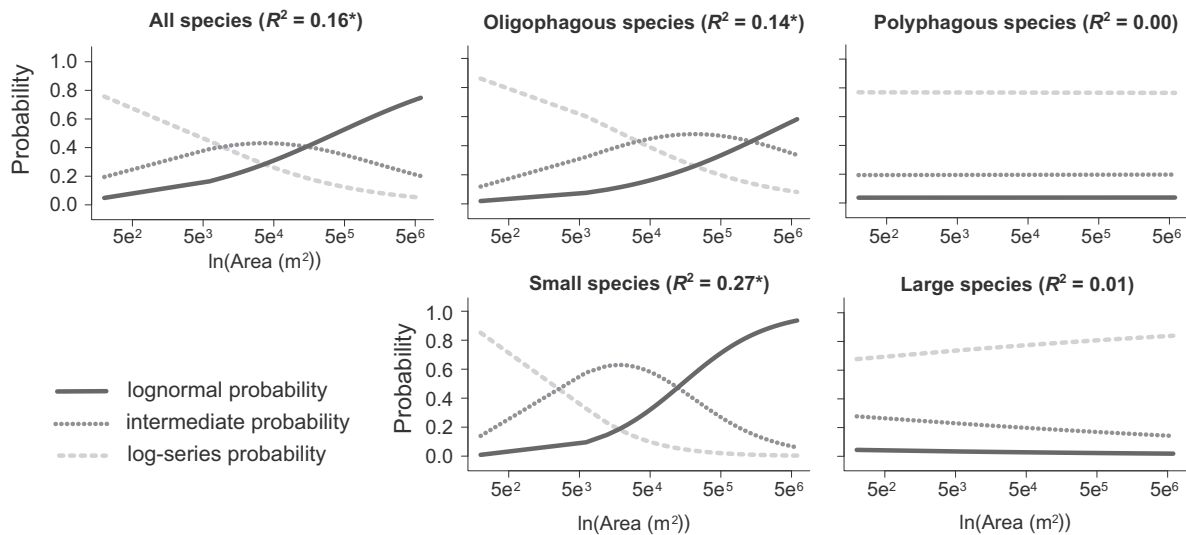 All species (R² = 0.16*)
Oligophagous species (R² = 0.14*)
Polyphagous species (R² = 0.00)
Probability
1.0
0.8
0.6
0.4
0.2
0.0
5e² 5e³ 5e⁴ 5e⁵ 5e⁶
ln(Area (m²))
5e² 5e³ 5e⁴ 5e⁵ 5e⁶
5e² 5e³ 5e⁴ 5e⁵ 5e⁶
Small species (R² = 0.27*)
Large species (R² = 0.01)
Probability
1.0
0.8
0.6
0.4
0.2
0.0
5e² 5e³ 5e⁴ 5e⁵ 5e⁶
ln(Area (m²))
5e² 5e³ 5e⁴ 5e⁵ 5e⁶
ln(Area (m²))
lognormal probability
intermediate probability
log-series probability